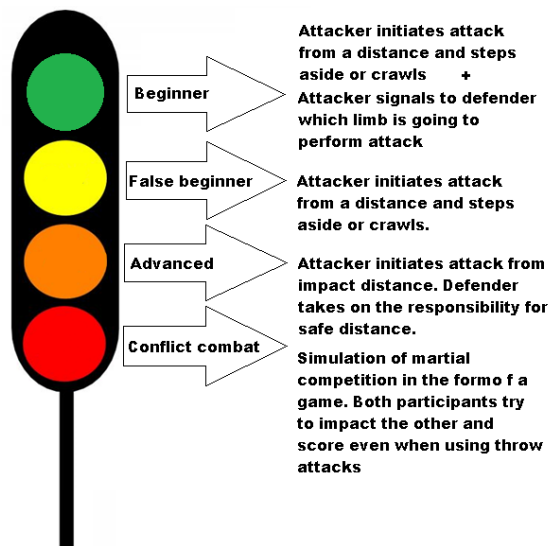 Beginner
Attacker initiates attack
from a distance and steps
aside or crawls +
Attacker signals to defender
which limb is going to
perform attack
False beginner
Attacker initiates attack
from a distance and steps
aside or crawls.
Advanced
Attacker initiates attack from
impact distance. Defender
takes on the responsibility for
safe distance.
Conflict combat
Simulation of martial
competition in the formo f a
game. Both participants try
to impact the other and
score even when using throw
attacks